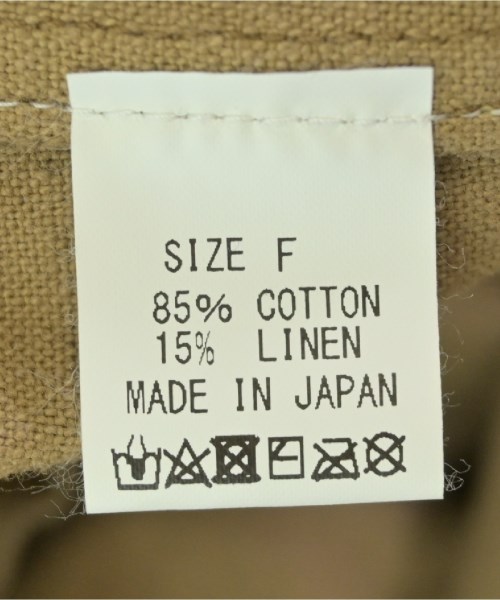 SIZE F
85% COTTON
15% LINEN
MADE IN JAPAN